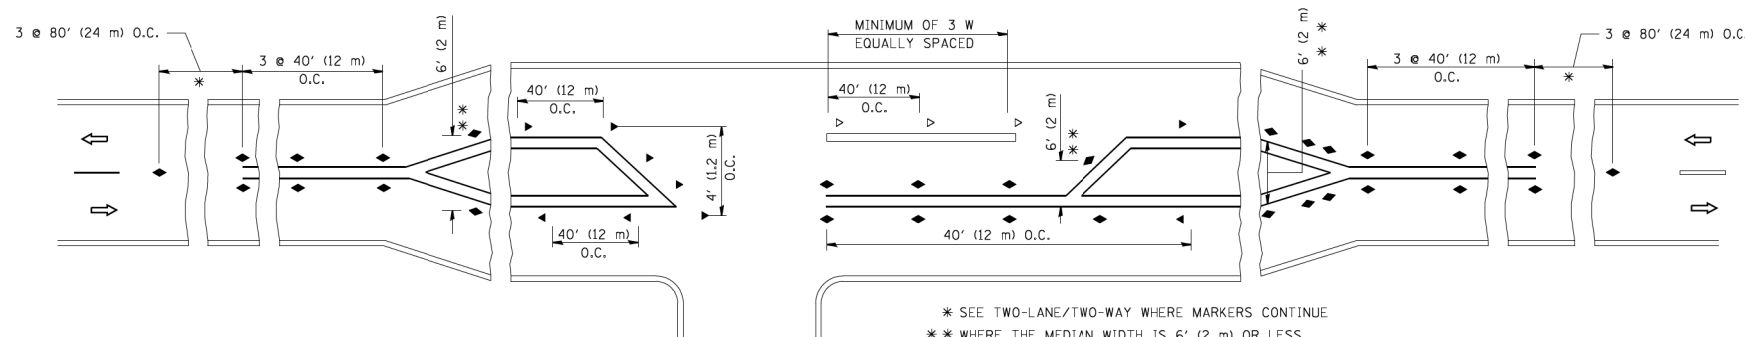 3 @ 80' (24 m) O.C.
3 @ 40' (12 m)
O.C.
6' (2 m)
**
40' (12 m)
O.C.
4' (1.2 m)
O.C.
40' (12 m)
O.C.
MINIMUM OF 3 W
EQUALLY SPACED
40' (12 m)
O.C.
6' (2 m)
**
40' (12 m) O.C.
6' (2 m)
**
3 @ 40' (12 m)
O.C.
*
3 @ 80' (24 m) O.C.
*
* SEE TWO-LANE/TWO-WAY WHERE MARKERS CONTINUE
** WHERE THE MEDIAN WIDTH IS 6' (2 m) OR LESS